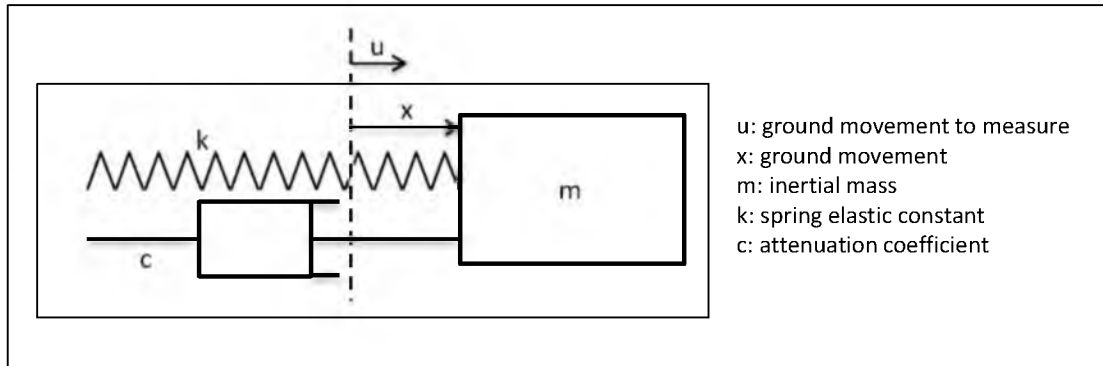 u
x
k
m
c
u: ground movement to measure
x: ground movement
m: inertial mass
k: spring elastic constant
c: attenuation coefficient